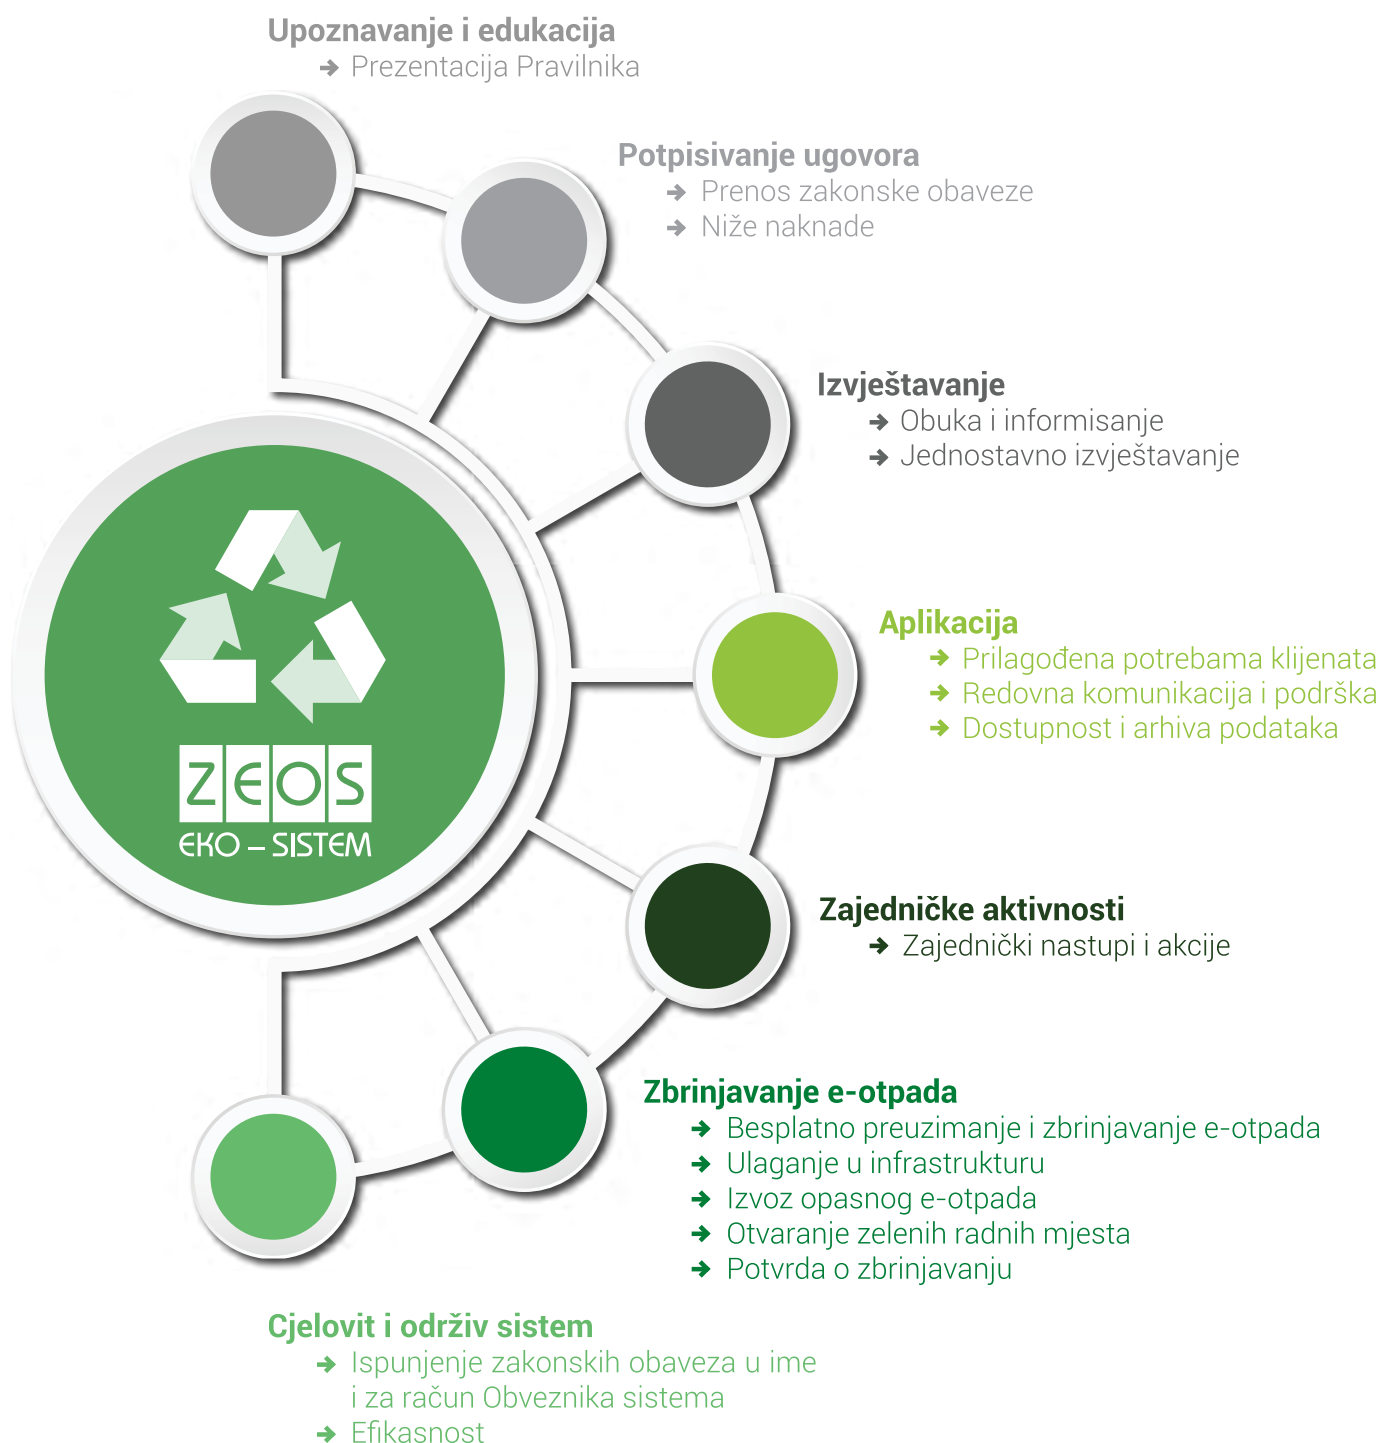 Upoznavanje i edukacija
Prezentacija Pravilnika
Potpisivanje ugovora
Prenos zakonske obaveze
Niže naknade
Izvještavanje
Obuka i informisanje
Jednostavno izvještavanje
Aplikacija
Prilagođena potrebama klijenata
Redovna komunikacija i podrška
Dostupnost i arhiva podataka
ZEOS
EKO – SISTEM
Zajedničke aktivnosti
Zajednički nastupi i akcije
Zbrinjavanje e-otpada
Besplatno preuzimanje i zbrinjavanje e-otpada
Ulaganje u infrastrukturu
Izvoz opasnog e-otpada
Otvaranje zelenih radnih mjesta
Potvrda o zbrinjavanju
Cjelovit i održiv sistem
Ispunjenje zakonskih obaveza u ime
i za račun Obveznika sistema
Efikasnost